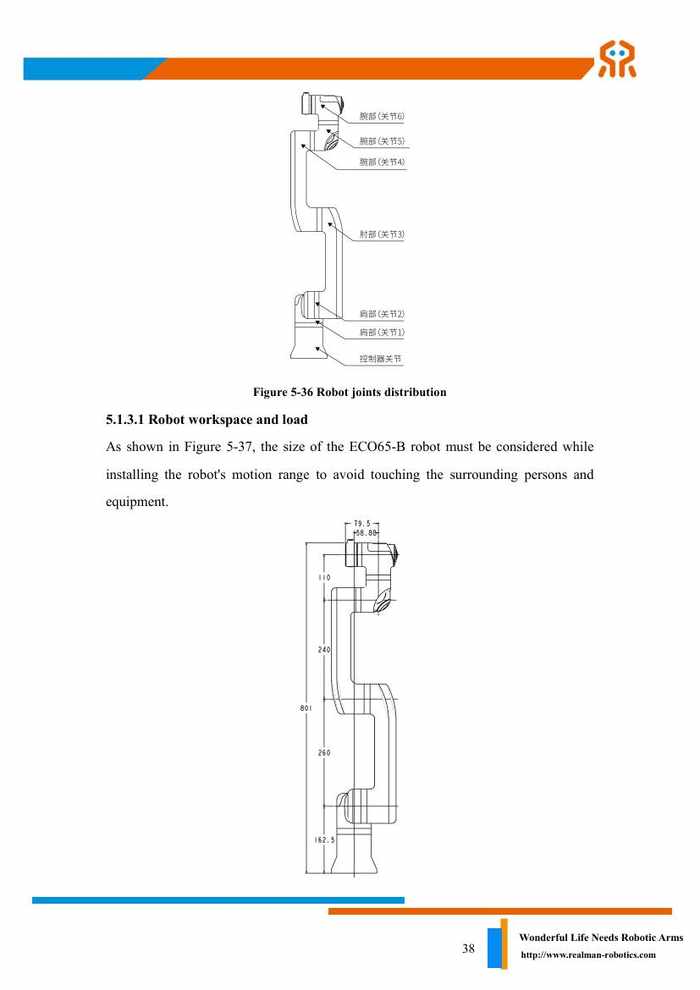 腕部(关节6)
腕部(关节5)
腕部(关节4)
肘部(关节3)
肩部(关节2)
肩部(关节1)
控制器关节
Figure 5-36 Robot joints distribution
5.1.3.1 Robot workspace and load
As shown in Figure 5-37, the size of the ECO65-B robot must be considered while
installing the robot's motion range to avoid touching the surrounding persons and
equipment.
79.5
58.80
110
240
801
260
162.5
38
Wonderful Life Needs Robotic Arms
http://www.realman-robotics.com